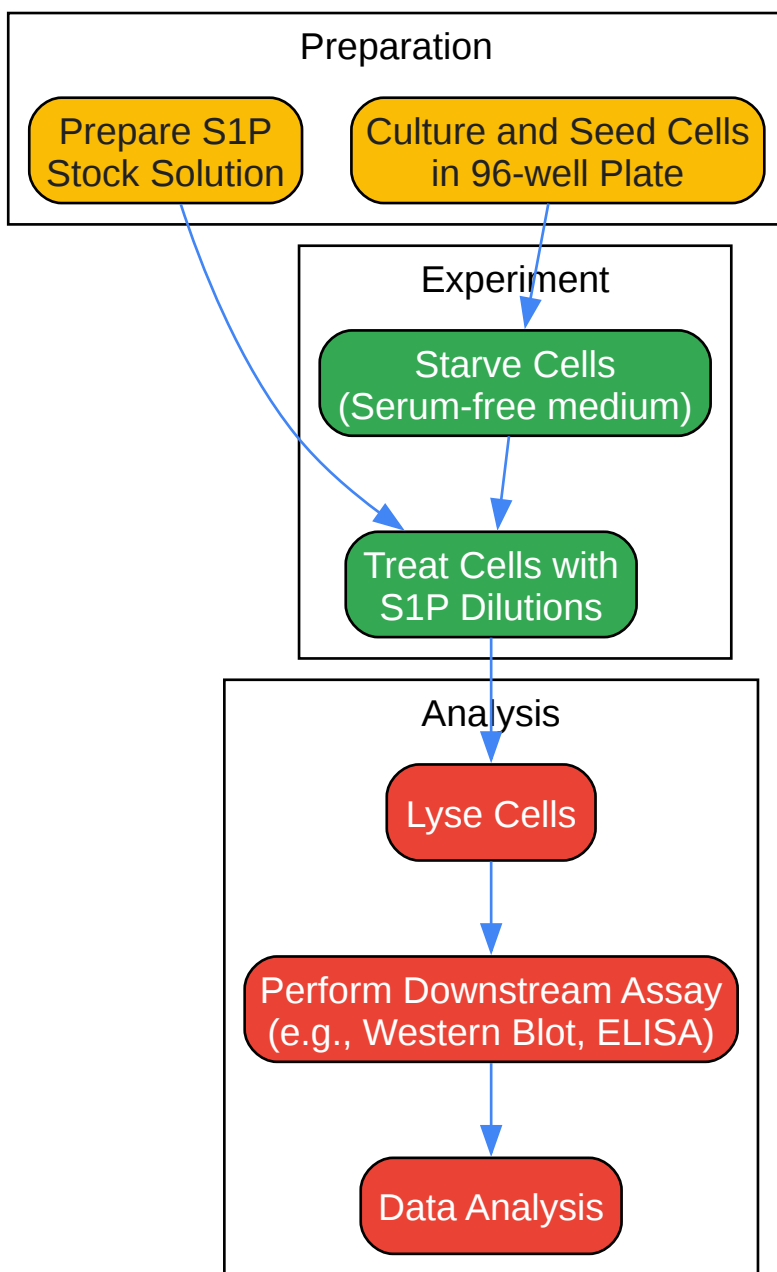 Preparation
Prepare S1P
Stock Solution
Culture and Seed Cells
in 96-well Plate
Experiment
Starve Cells
(Serum-free medium)
Treat Cells with
S1P Dilutions
Analysis
Lyse Cells
Perform Downstream Assay
(e.g., Western Blot, ELISA)
Data Analysis